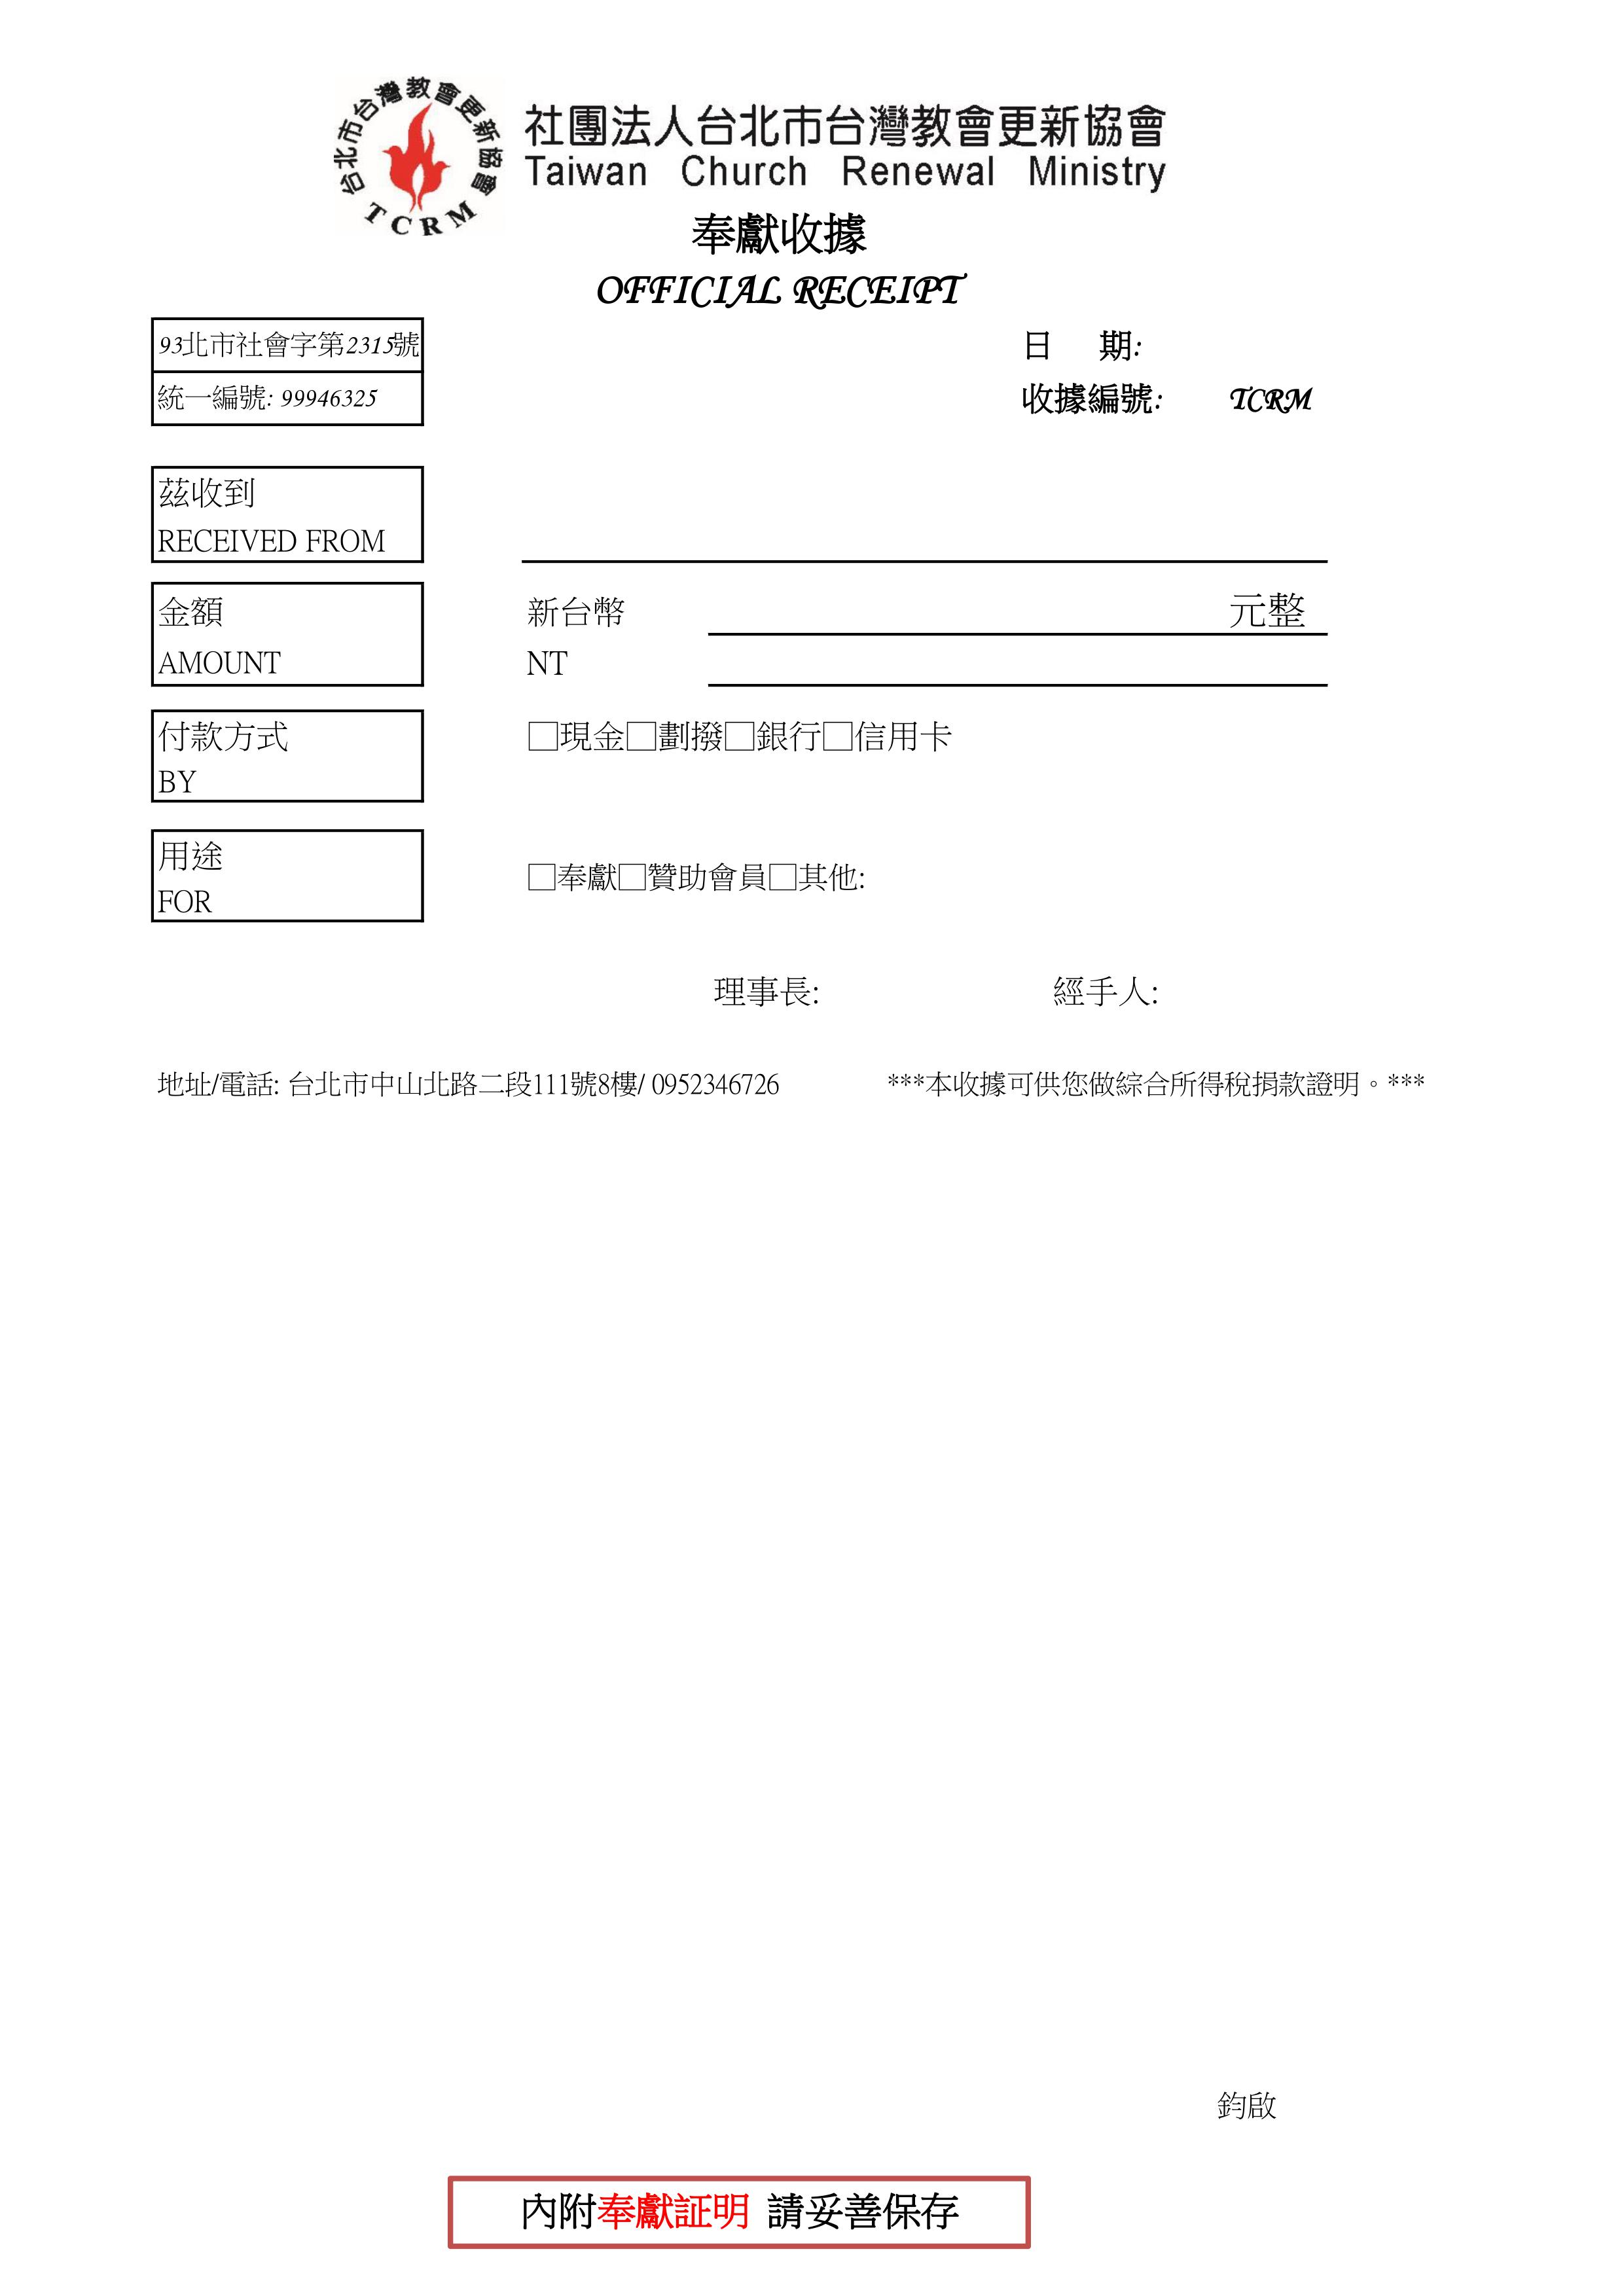 台北市台灣教會更新協會
TCRM
社團法人台北市台灣教會更新協會
Taiwan Church Renewal Ministry
奉獻收據
OFFICIAL RECEIPT
93北市社會字第2315號
日 期:
統一編號: 99946325
收據編號: TCRM
茲收到
RECEIVED FROM
金額 新台幣 元整
AMOUNT NT
付款方式 □現金□劃撥□銀行□信用卡
BY
用途
□奉獻□贊助會員□其他:
FOR
理事長: 經手人:
地址/電話: 台北市中山北路二段111號8樓/ 0952346726 ***本收據可供您做綜合所得稅捐款證明。***
鈞啟
內附奉獻証明 請妥善保存